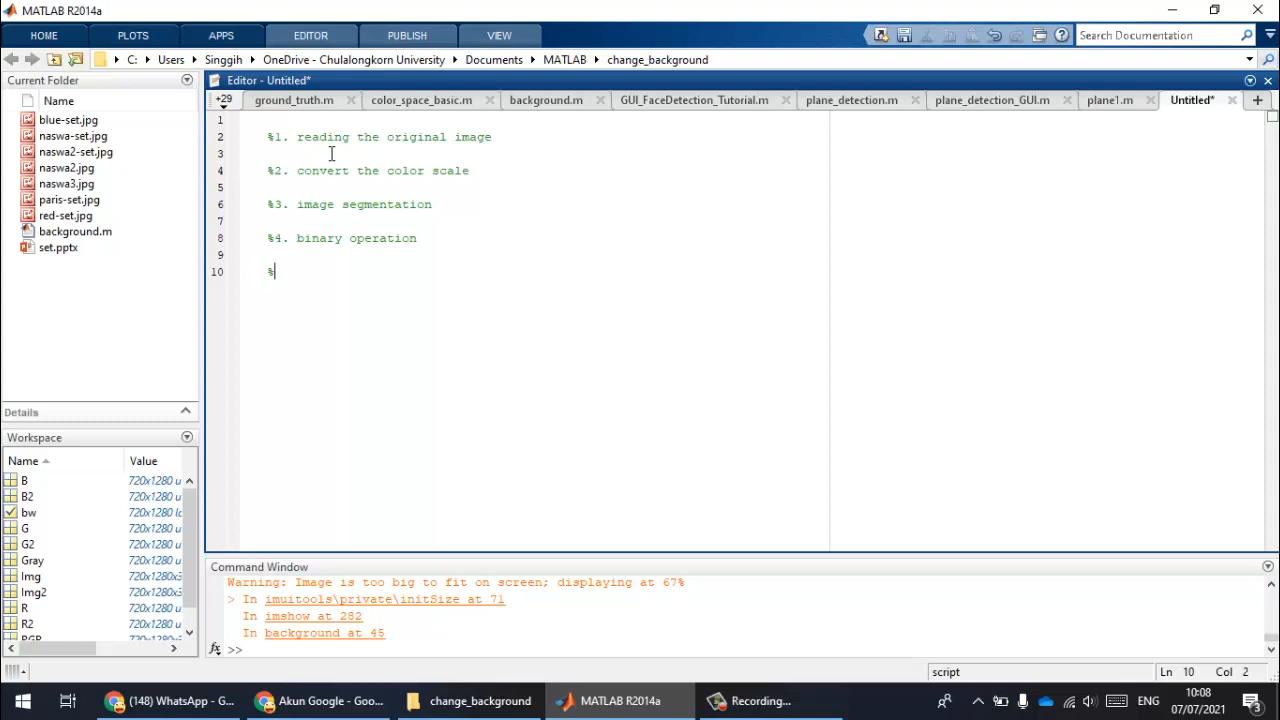 MATLAB R2014a
HOME
PLOTS
APPS
EDITOR
PUBLISH
VIEW
Search Documentation
C: Users Singgih OneDrive - Chulalongkorn University Documents MATLAB change_background
Current Folder
Name
blue-set.jpg
naswa-set.jpg
naswa2-set.jpg
naswa2.jpg
naswa3.jpg
paris-set.jpg
red-set.jpg
background.m
set.pptx
Details
Workspace
Name Value
B 720x1280 u
B2 720x1280 u
bw 720x1280 lc
G 720x1280 u
G2 720x1280 u
Gray 720x1280 u
Img 720x1280x3
Img2 720x1280x3
R 720x1280 u
R2 720x1280 u
Editor - Untitled*
+29 ground_truth.m color_space_basic.m background.m GUI_FaceDetection_Tutorial.m plane_detection.m plane_detection_GUI.m plane1.m Untitled* +
1
2 %1. reading the original image
3
4 %2. convert the color scale
5
6 %3. image segmentation
7
8 %4. binary operation
9
10 %
Command Window
Warning: Image is too big to fit on screen; displaying at 67%
> In imuitools\private\initSize at 71
In imshow at 282
In background at 45
fx >>
script Ln 10 Col 2
(148) WhatsApp - G...
Akun Google - Goo...
change_background
MATLAB R2014a
Recording...
ENG
10:08
07/07/2021
3